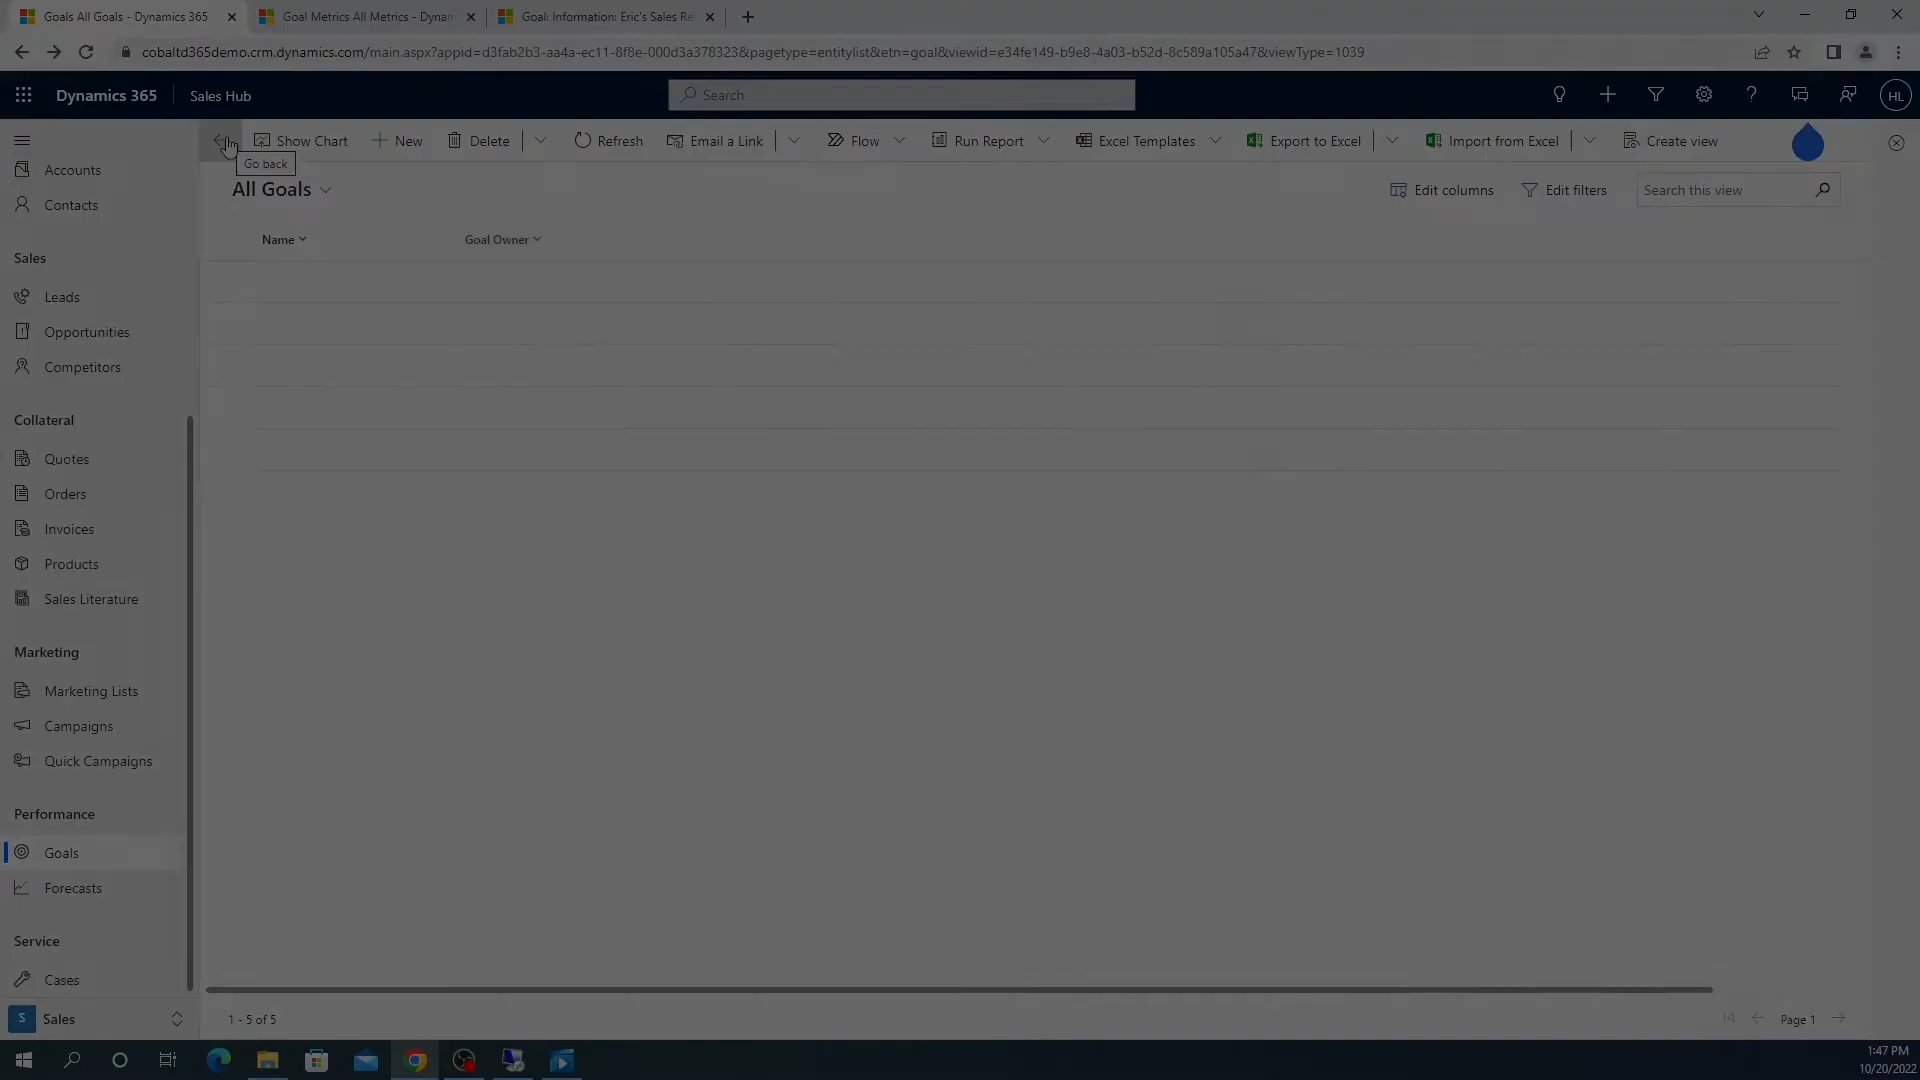 Goals All Goals - Dynamics 365
Goal Metrics All Metrics - Dynam
Goal: Information: Eric's Sales Re
cobaltd365demo.crm.dynamics.com/main.aspx?appid=d3fab2b3-aa4a-ec11-8f8e-000d3a378323&pagetype=entitylist&etn=goal&viewid=e34fe149-b9e8-4a03-b52d-8c589a105a47&viewType=1039
Dynamics 365
Sales Hub
Search
HL
Show Chart
New
Delete
Refresh
Email a Link
Flow
Run Report
Excel Templates
Export to Excel
Import from Excel
Create view
Go back
All Goals
Edit columns
Edit filters
Search this view
Name
Goal Owner
Accounts
Contacts
Sales
Leads
Opportunities
Competitors
Collateral
Quotes
Orders
Invoices
Products
Sales Literature
Marketing
Marketing Lists
Campaigns
Quick Campaigns
Performance
Goals
Forecasts
Service
Cases
S
Sales
1 - 5 of 5
Page 1
1:47 PM
10/20/2022